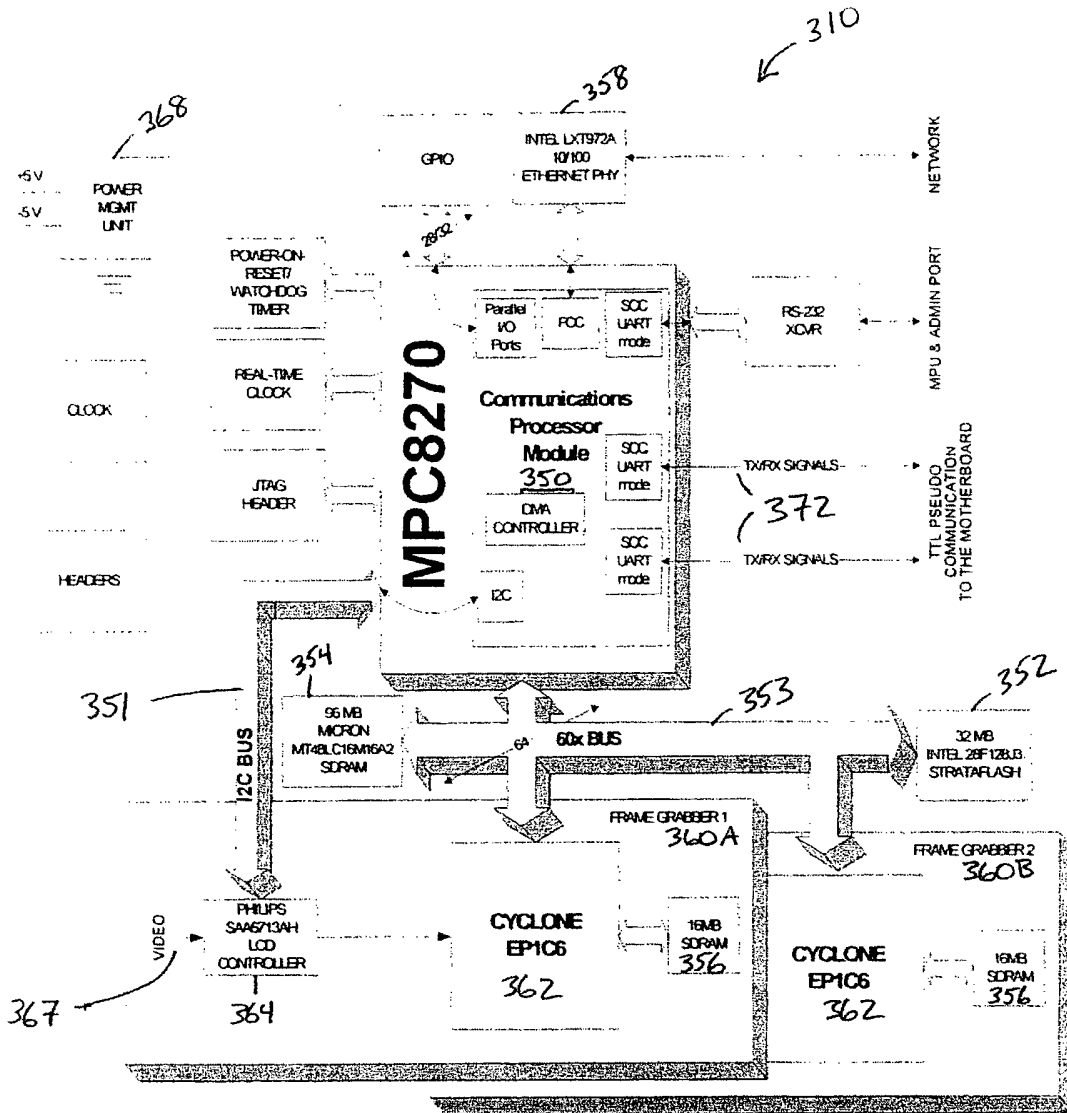 310
358
368
INTEL LXT972A
10/100
ETHERNET PHY
GPIO
NETWORK
+5 V
-5 V
POWER
MGMT
UNIT
28/32
POWER-ON-
RESET/
WATCHDOG
TIMER
MPC8270
Parallel
I/O
Ports
FCC
SCC
UART
mode
RS-232
XCVR
MPU & ADMIN PORT
REAL-TIME
CLOCK
CLOCK
Communications
Processor
Module
350
SCC
UART
mode
TX/RX SIGNALS
372
TTL PSEUDO
COMMUNICATION
TO THE MOTHERBOARD
JTAG
HEADER
DMA
CONTROLLER
SCC
UART
mode
TX/RX SIGNALS
HEADERS
I2C
354
351
353
352
I2C BUS
96 MB
MICRON
MT48LC16M16A2
SDRAM
64
60x BUS
32 MB
INTEL 28F128J3
STRATAFLASH
FRAME GRABBER 1
360A
FRAME GRABBER 2
360B
VIDEO
PHILIPS
SAA6713AH
LCD
CONTROLLER
CYCLONE
EP1C6
362
16MB
SDRAM
356
CYCLONE
EP1C6
362
16MB
SDRAM
356
367
364